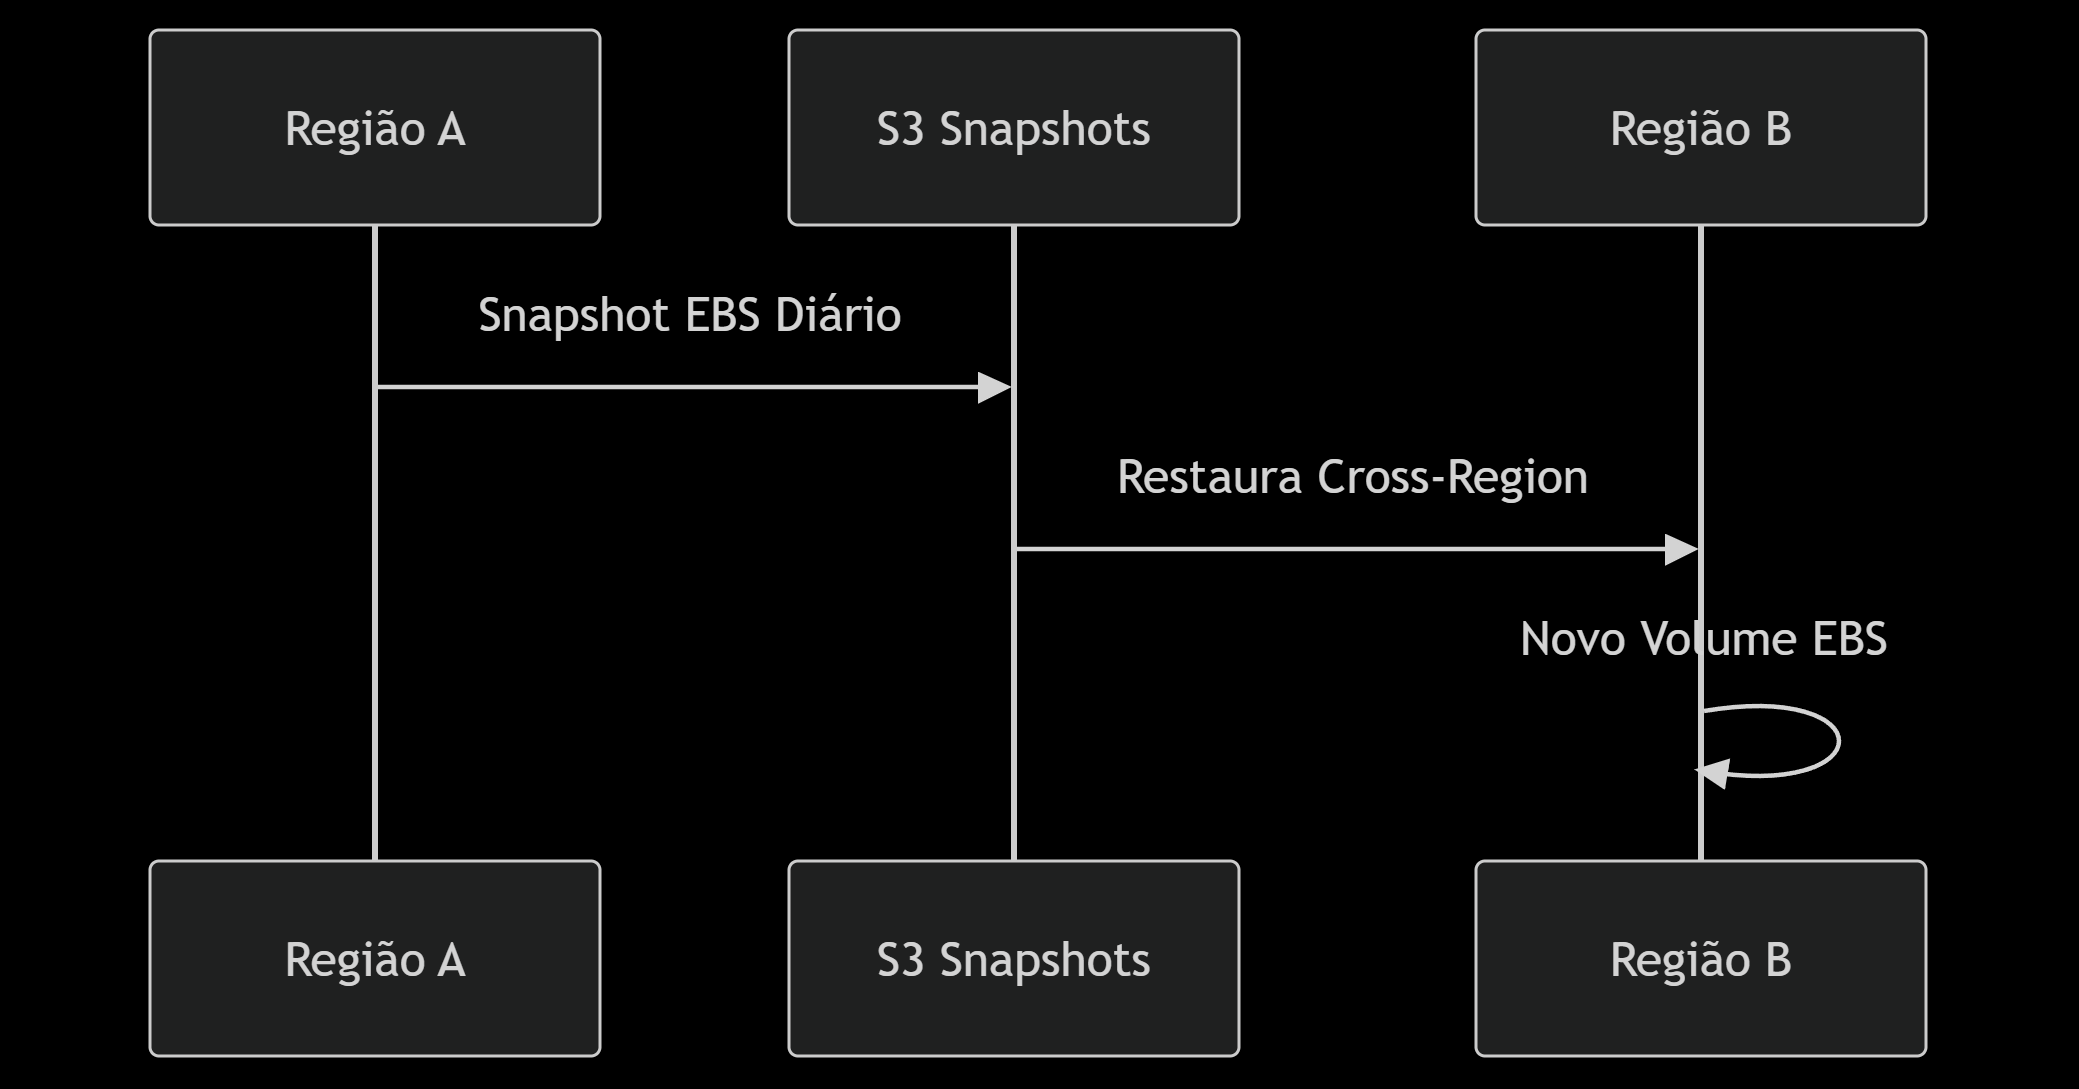 Região A
S3 Snapshots
Região B
Snapshot EBS Diário
Restaura Cross-Region
Novo Volume EBS
Região A
S3 Snapshots
Região B